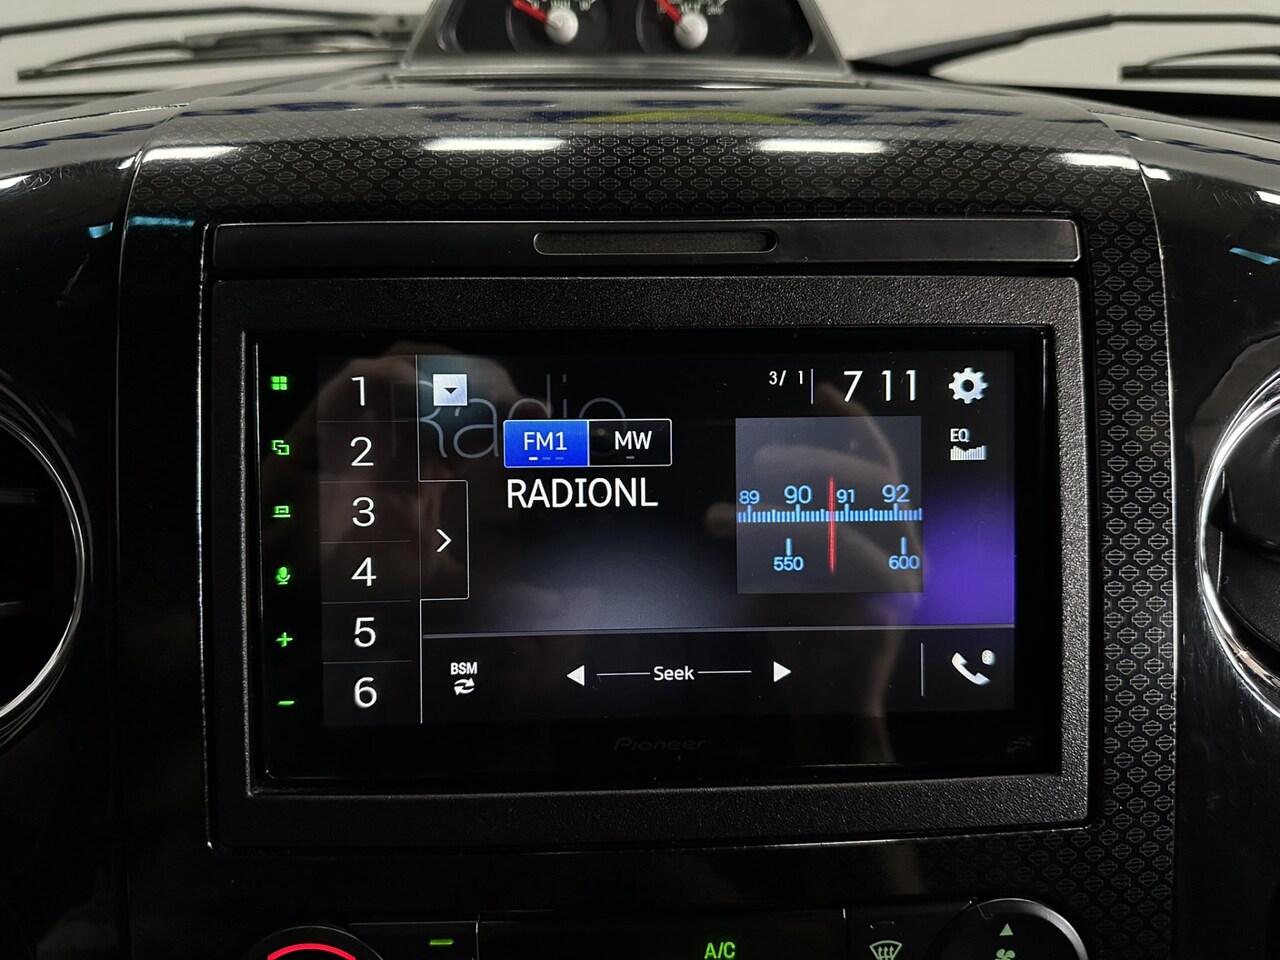 Radio
3/ 1 7 11
1
2
3
4
5
6
FM1 MW
EQ
RADIONL
89 90 91 92
550 600
BSM
Seek
Pioneer
A/C